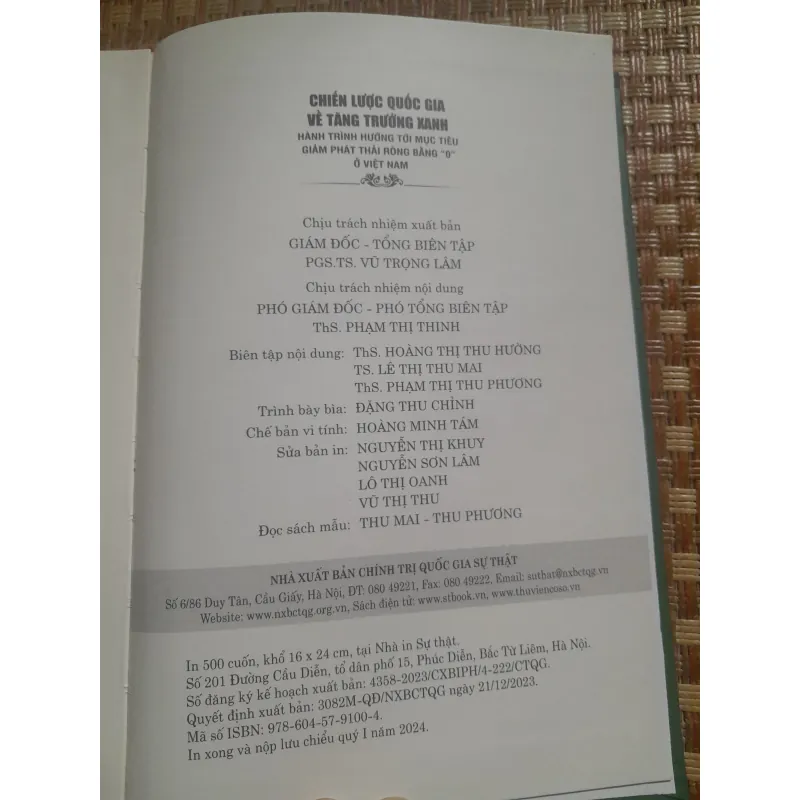 CHIẾN LƯỢC QUỐC GIA
VỀ TĂNG TRƯỞNG XANH
HÀNH TRÌNH HƯỚNG TỚI MỤC TIÊU
GIẢM PHÁT THẢI RÒNG BẰNG "0"
Ở VIỆT NAM
Chịu trách nhiệm xuất bản
GIÁM ĐỐC - TỔNG BIÊN TẬP
PGS.TS. VŨ TRỌNG LÂM
Chịu trách nhiệm nội dung
PHÓ GIÁM ĐỐC - PHÓ TỔNG BIÊN TẬP
ThS. PHẠM THỊ THINH
Biên tập nội dung: ThS. HOÀNG THỊ THU HƯỜNG
TS. LÊ THỊ THU MAI
ThS. PHẠM THỊ THU PHƯƠNG
Trình bày bìa: ĐẶNG THU CHỈNH
Chế bản vi tính: HOÀNG MINH TÁM
Sửa bản in: NGUYỄN THỊ KHUY
NGUYỄN SƠN LÂM
LÔ THỊ OANH
VŨ THỊ THU
Đọc sách mẫu: THU MAI - THU PHƯƠNG
NHÀ XUẤT BẢN CHÍNH TRỊ QUỐC GIA SỰ THẬT
Số 6/86 Duy Tân, Cầu Giấy, Hà Nội, ĐT: 080 49221, Fax: 080 49222, Email: suthat@nxbctqg.vn
Website: www.nxbctqg.org.vn, Sách điện tử: www.stbook.vn, www.thuviencoso.vn
In 500 cuốn, khổ 16 x 24 cm, tại Nhà in Sự thật.
Số 201 Đường Cầu Diễn, tổ dân phố 15, Phúc Diễn, Bắc Từ Liêm, Hà Nội.
Số đăng ký kế hoạch xuất bản: 4358-2023/CXBIPH/4-222/CTQG.
Quyết định xuất bản: 3082M-QĐ/NXBCTQG ngày 21/12/2023.
Mã số ISBN: 978-604-57-9100-4.
In xong và nộp lưu chiểu quý I năm 2024.